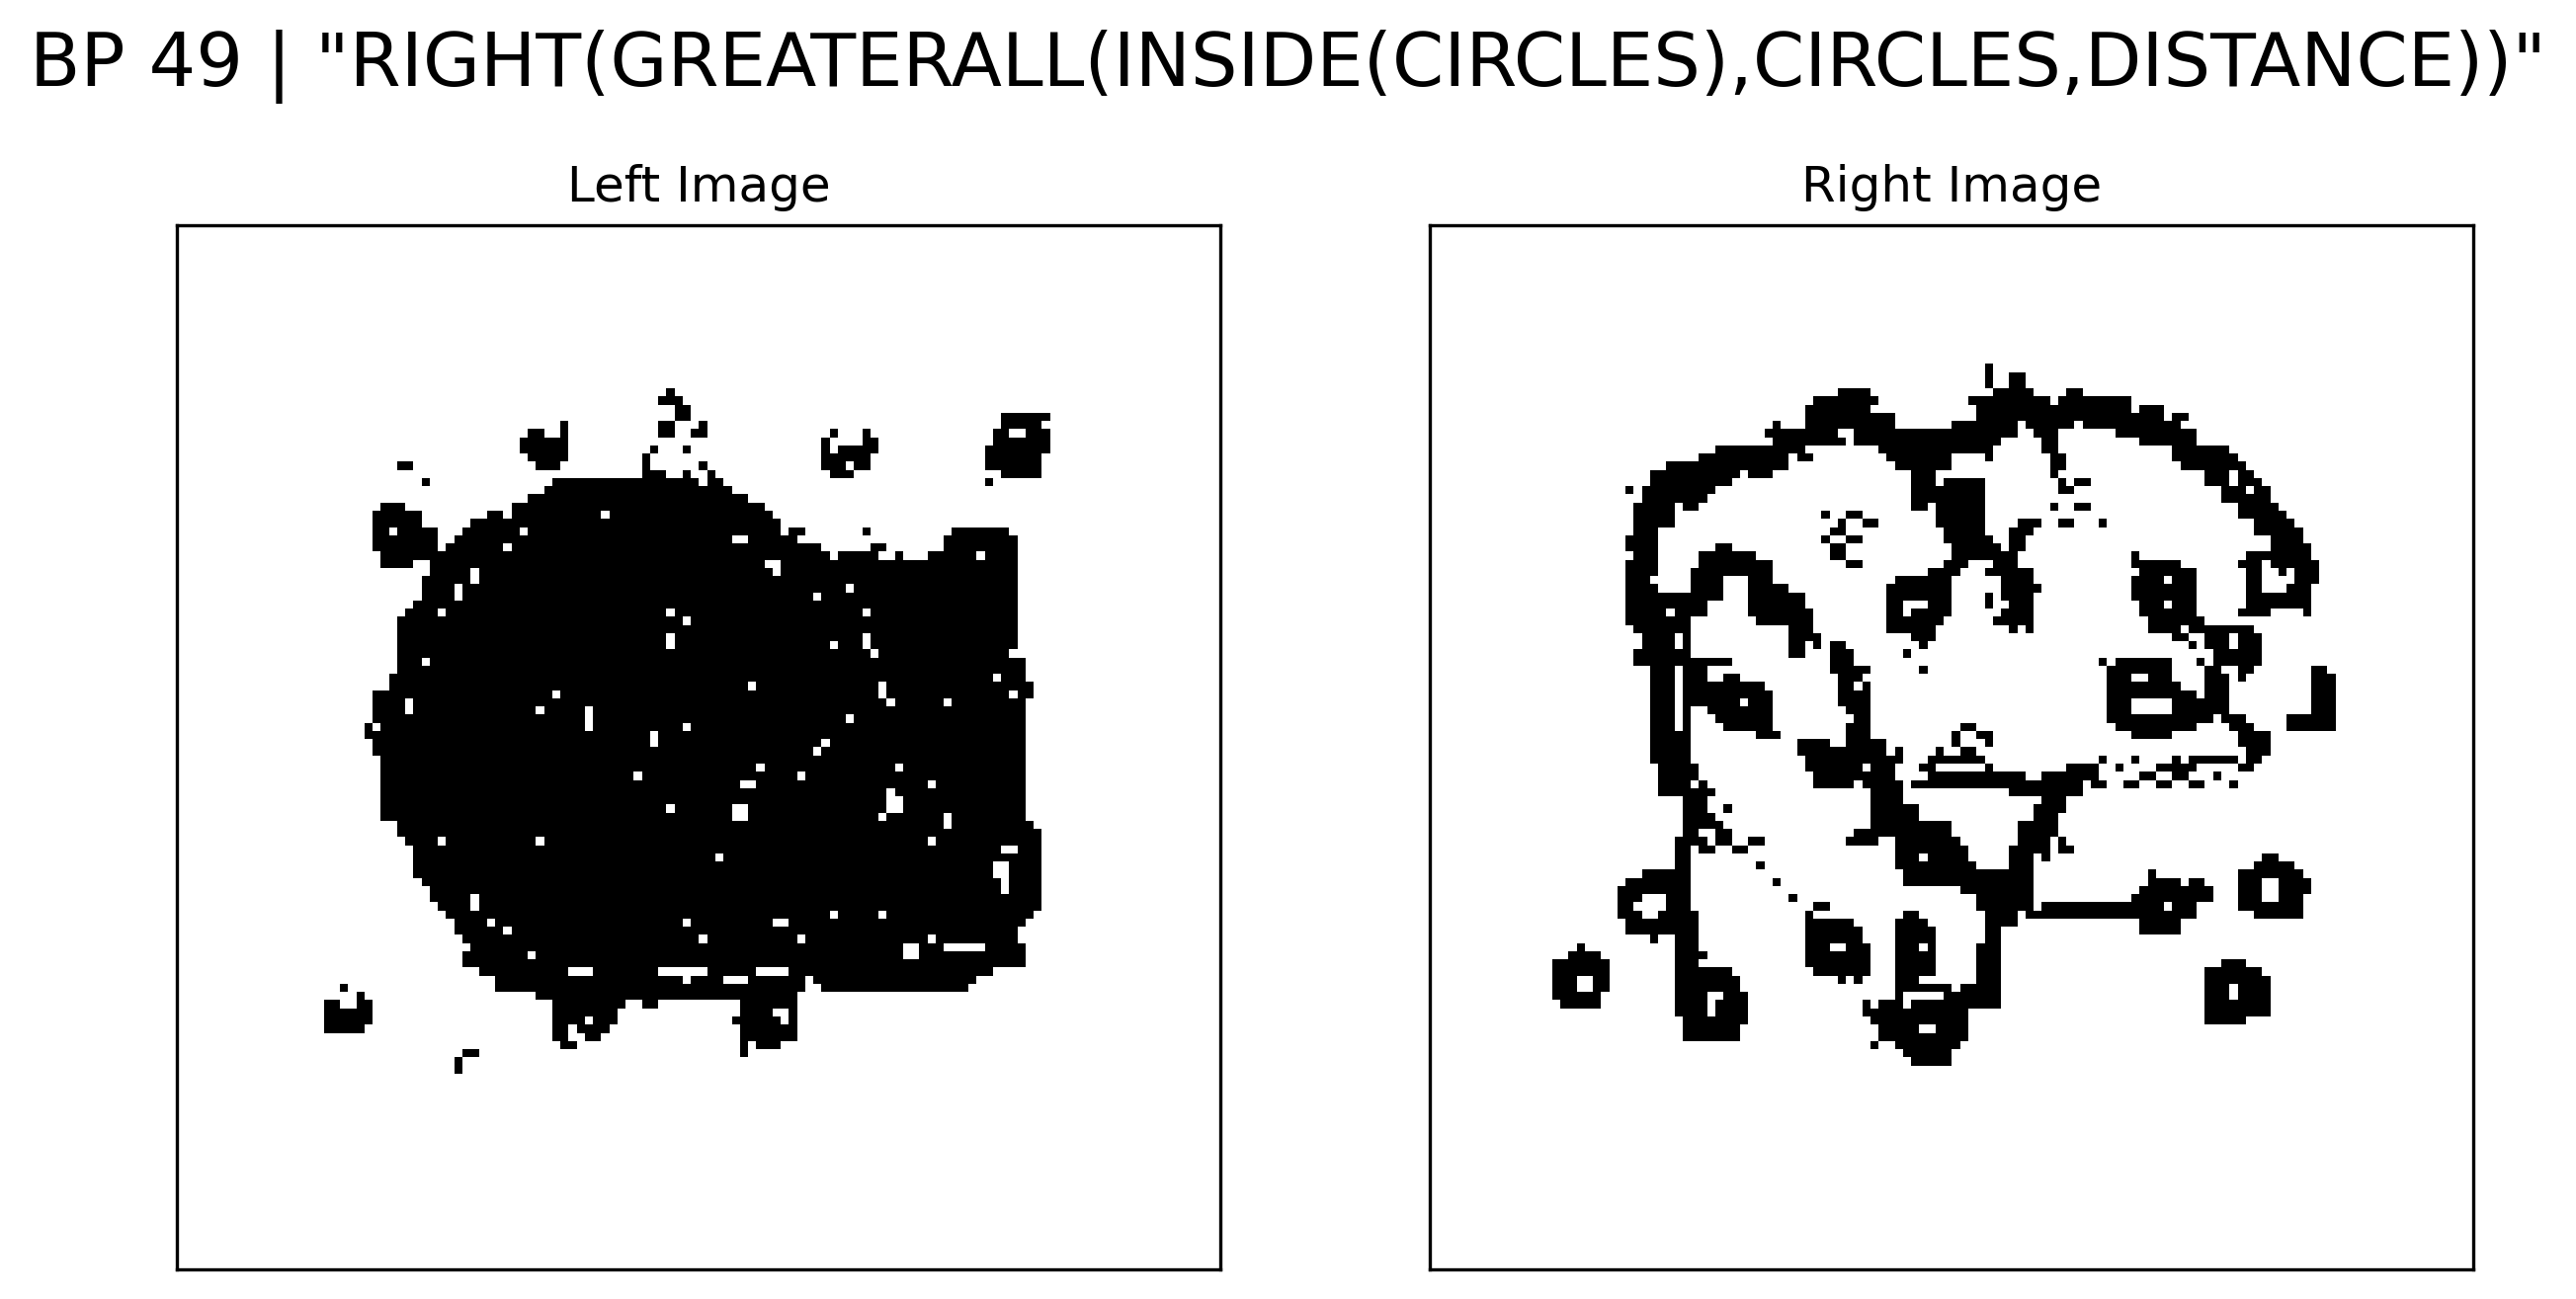 BP 49 | "RIGHT(GREATERALL(INSIDE(CIRCLES),CIRCLES,DISTANCE))"
Left Image
Right Image